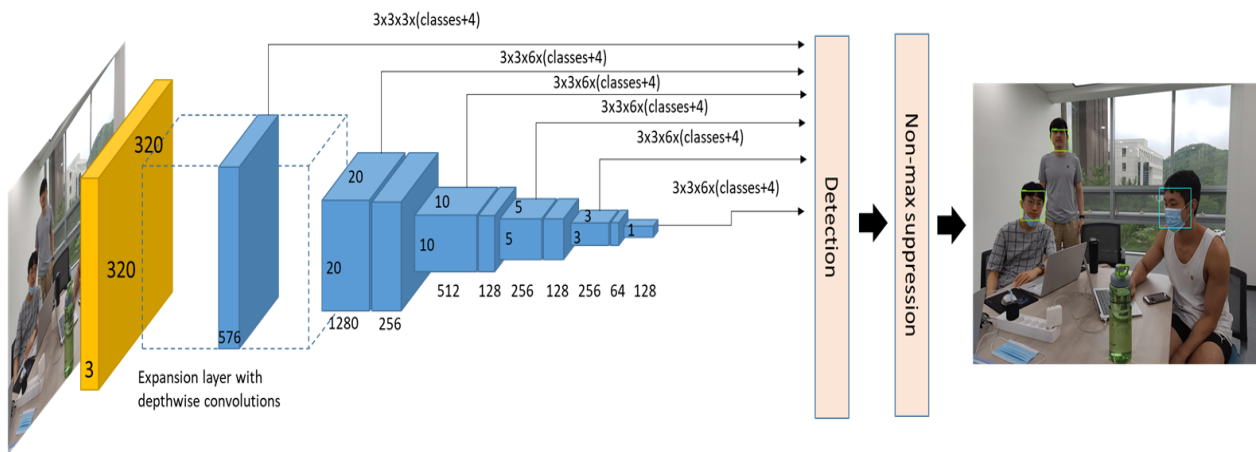 3x3x3x(classes+4)
3x3x6x(classes+4)
3x3x6x(classes+4)
3x3x6x(classes+4)
3x3x6x(classes+4)
3x3x6x(classes+4)
320
320
3
576
Expansion layer with
depthwise convolutions
20
20
1280
256
10
10
512
128
5
5
256
128
3
3
256
64
1
128
Detection
Non-max suppression